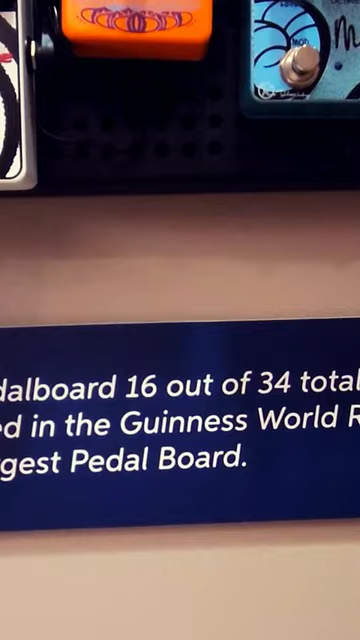 dalboard 16 out of 34 total
ed in the Guinness World R
gest Pedal Board.